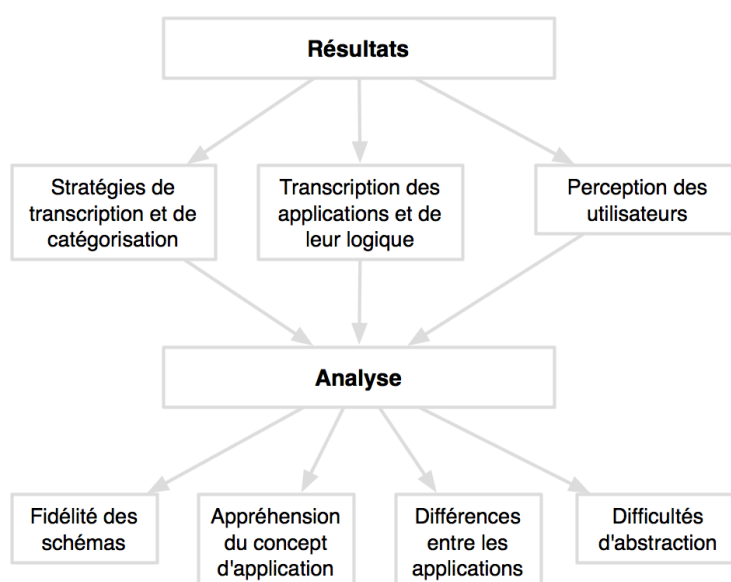 Résultats
Stratégies de
transcription et de
catégorisation
Transcription des
applications et de
leur logique
Perception des
utilisateurs
Analyse
Fidélité des
schémas
Appréhension
du concept
d'application
Différences
entre les
applications
Difficultés
d'abstraction